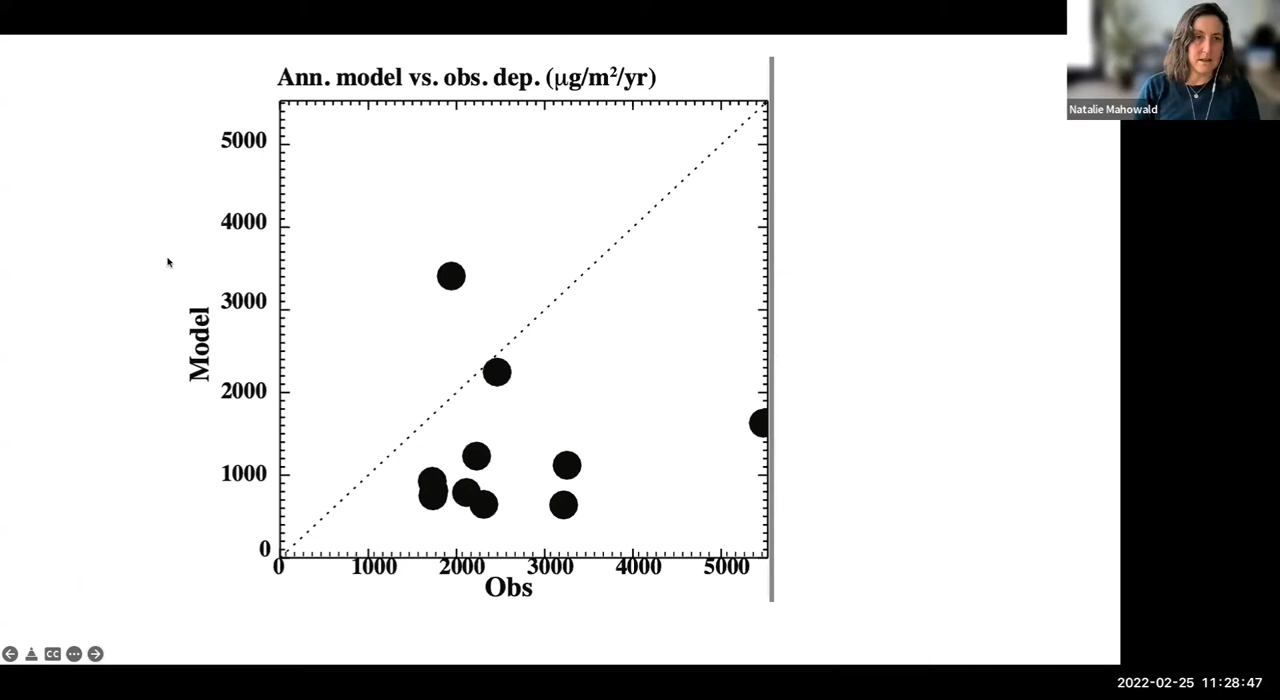 Ann. model vs. obs. dep. (μg/m²/yr)
5000
4000
3000
2000
1000
0
Model
0 1000 2000 3000 4000 5000
Obs
Natalie Mahowald
CC
2022-02-25 11:28:47